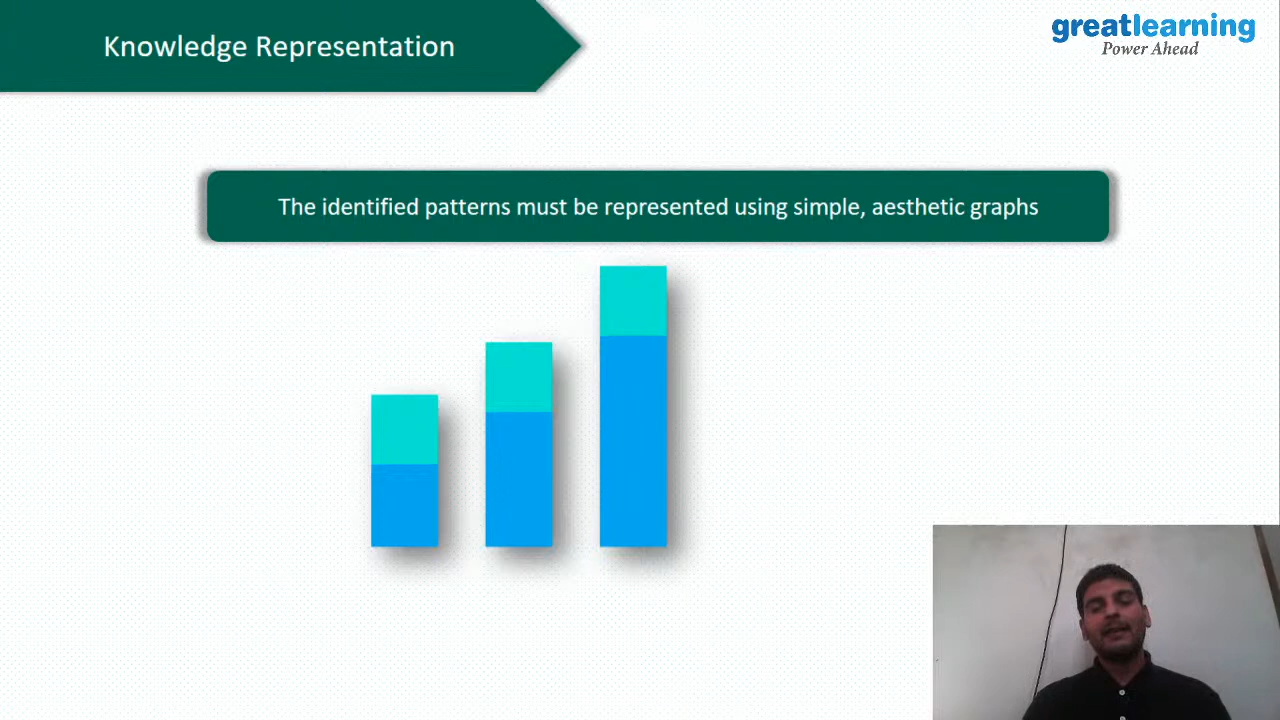 Knowledge Representation
greatlearning
Power Ahead
The identified patterns must be represented using simple, aesthetic graphs